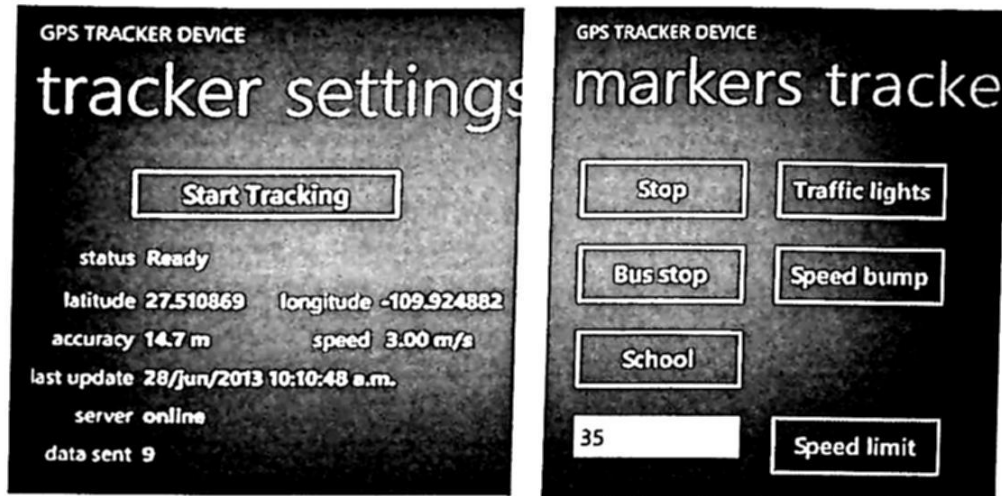 GPS TRACKER DEVICE
tracker settings
Start Tracking
status Ready
latitude 27.510869 longitude -109.924882
accuracy 14.7 m speed 3.00 m/s
last update 28/jun/2013 10:10:48 a.m.
server online
data sent 9
GPS TRACKER DEVICE
markers tracke
Stop Traffic lights
Bus stop Speed bump
School
35 Speed limit